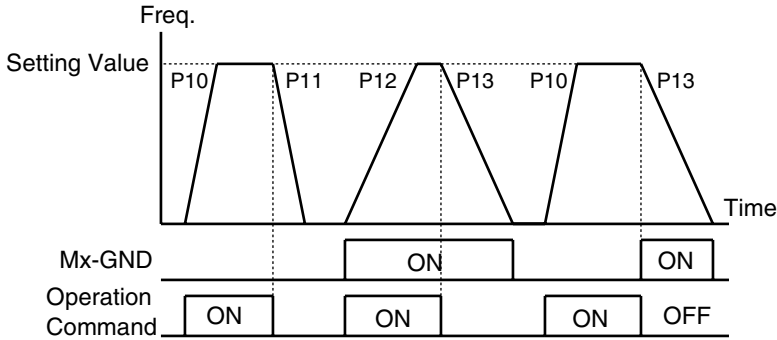 Freq.
Setting Value
P10 P11 P12 P13 P10 P13
Time
Mx-GND ON ON
Operation
Command ON ON ON OFF